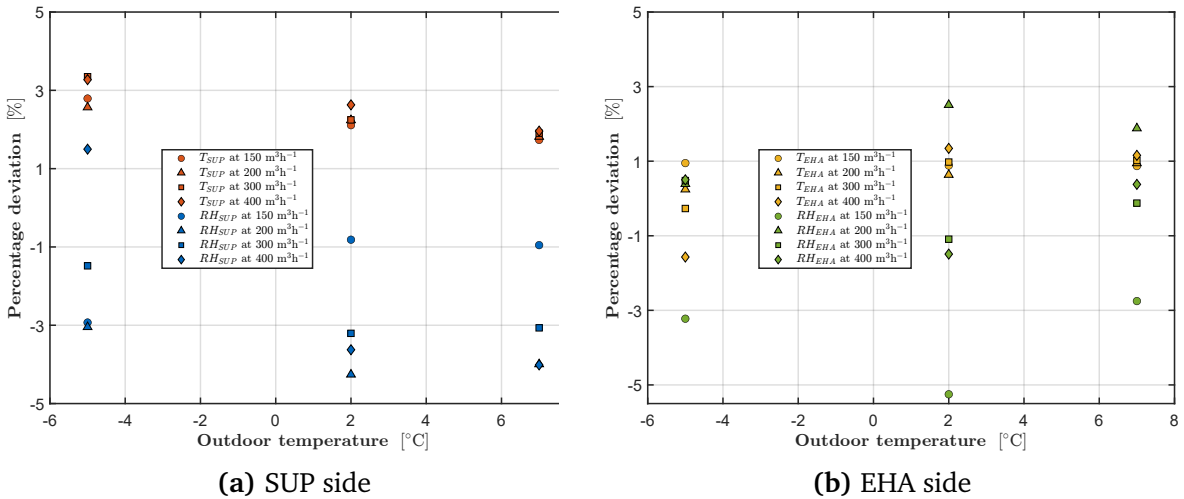 5
3
1
-1
-3
-5
Percentage deviation [%]
-6 -4 -2 0 2 4 6
Outdoor temperature [°C]
T_SUP at 150 m³h⁻¹
T_SUP at 200 m³h⁻¹
T_SUP at 300 m³h⁻¹
T_SUP at 400 m³h⁻¹
RH_SUP at 150 m³h⁻¹
RH_SUP at 200 m³h⁻¹
RH_SUP at 300 m³h⁻¹
RH_SUP at 400 m³h⁻¹
(a) SUP side
5
3
1
-1
-3
-5
Percentage deviation [%]
-6 -4 -2 0 2 4 6 8
Outdoor temperature [°C]
T_EHA at 150 m³h⁻¹
T_EHA at 200 m³h⁻¹
T_EHA at 300 m³h⁻¹
T_EHA at 400 m³h⁻¹
RH_EHA at 150 m³h⁻¹
RH_EHA at 200 m³h⁻¹
RH_EHA at 300 m³h⁻¹
RH_EHA at 400 m³h⁻¹
(b) EHA side